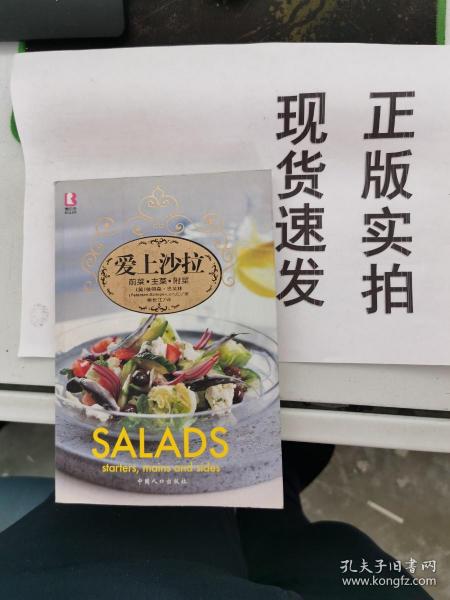 正版实拍
现货速发
爱上沙拉
前菜·主菜·附菜
SALADS
starters, mains and sides
中国人口出版社
孔夫子旧书网
www.kongfz.com